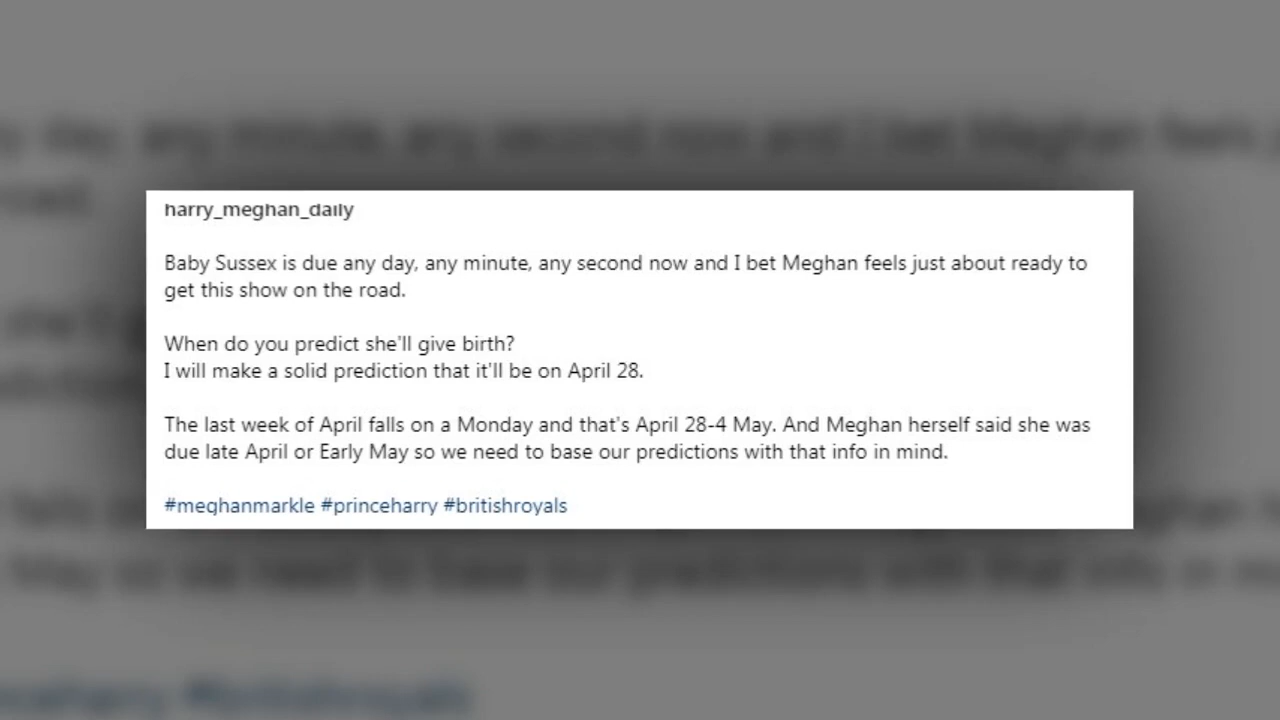 harry_meghan_daily
Baby Sussex is due any day, any minute, any second now and I bet Meghan feels just about ready to
get this show on the road.
When do you predict she'll give birth?
I will make a solid prediction that it'll be on April 28.
The last week of April falls on a Monday and that's April 28-4 May. And Meghan herself said she was
due late April or Early May so we need to base our predictions with that info in mind.
#meghanmarkle #princeharry #britishroyals